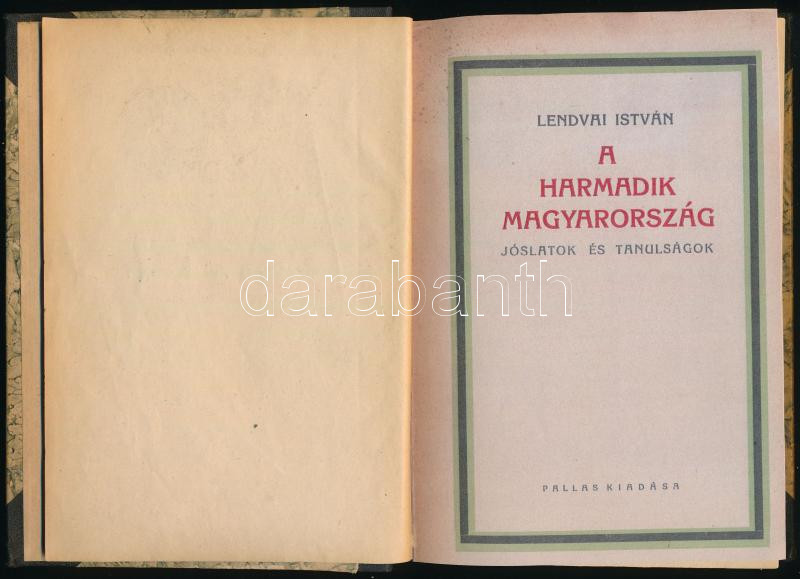 LENDVAI ISTVÁN
A
HARMADIK
MAGYARORSZÁG
JÓSLATOK ÉS TANULSÁGOK
darabanth
PALLAS KIADÁSA